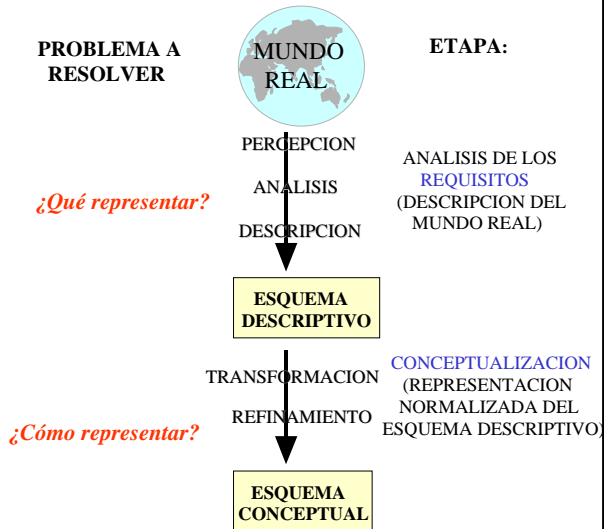 PROBLEMA A
RESOLVER
MUNDO
REAL
ETAPA:
PERCEPCION
ANALISIS
DESCRIPCION
¿Qué representar?
ANALISIS DE LOS
REQUISITOS
(DESCRIPCION DEL
MUNDO REAL)
ESQUEMA
DESCRIPTIVO
TRANSFORMACION
REFINAMIENTO
¿Cómo representar?
CONCEPTUALIZACION
(REPRESENTACION
NORMALIZADA DEL
ESQUEMA DESCRIPTIVO)
ESQUEMA
CONCEPTUAL